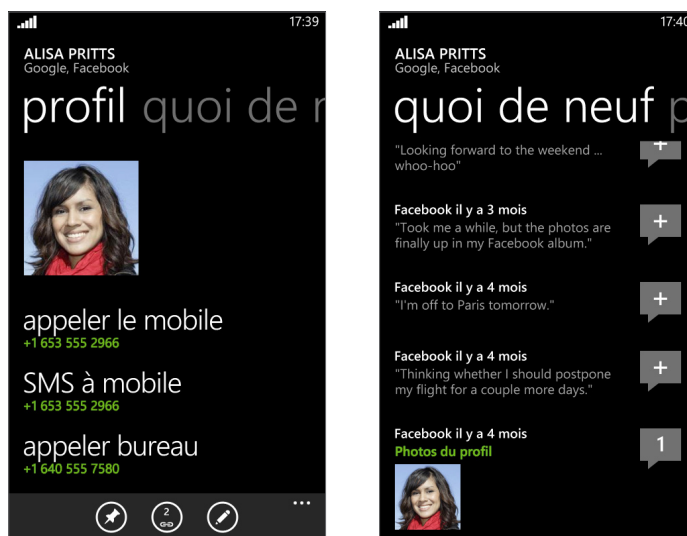 17:39
ALISA PRITTS
Google, Facebook
profil quoi de n
appeler le mobile
+1 653 555 2966
SMS à mobile
+1 653 555 2966
appeler bureau
+1 640 555 7580
2
...
17:40
ALISA PRITTS
Google, Facebook
quoi de neuf p
"Looking forward to the weekend ...
whoo-hoo"
+
Facebook il y a 3 mois
"Took me a while, but the photos are
finally up in my Facebook album."
+
Facebook il y a 4 mois
"I'm off to Paris tomorrow."
+
Facebook il y a 4 mois
"Thinking whether I should postpone
my flight for a couple more days."
+
Facebook il y a 4 mois
Photos du profil
1